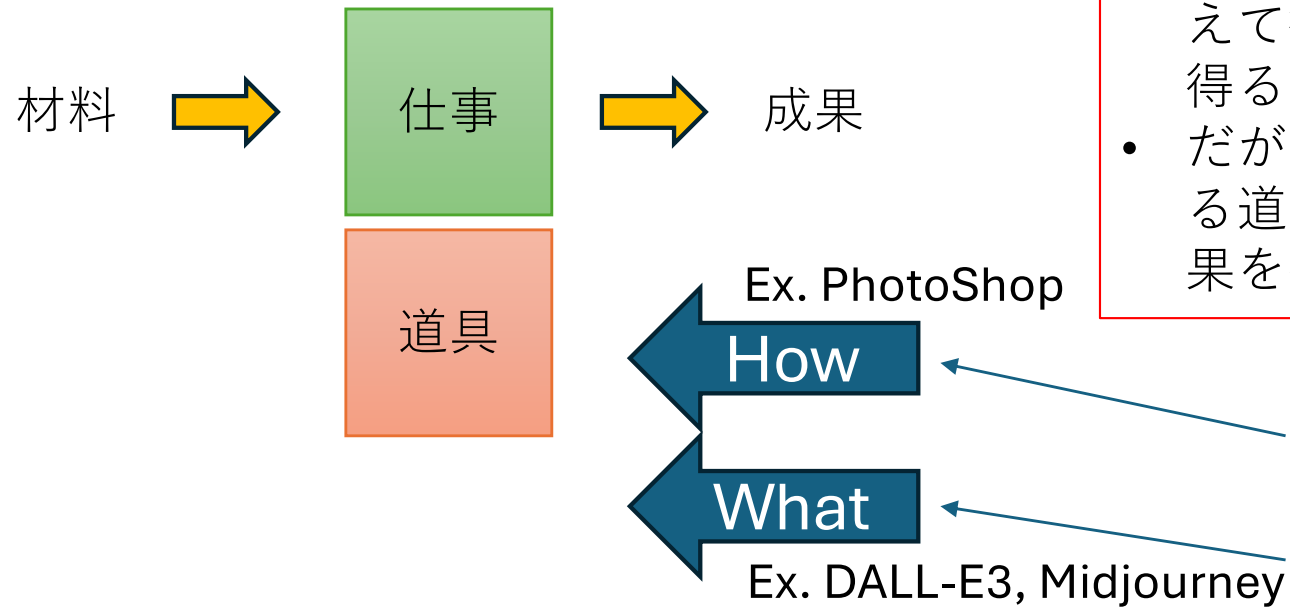 材料
仕事
成果
えて
得る
• だが
る道
果を
道具
Ex. PhotoShop
How
What
Ex. DALL-E3, Midjourney